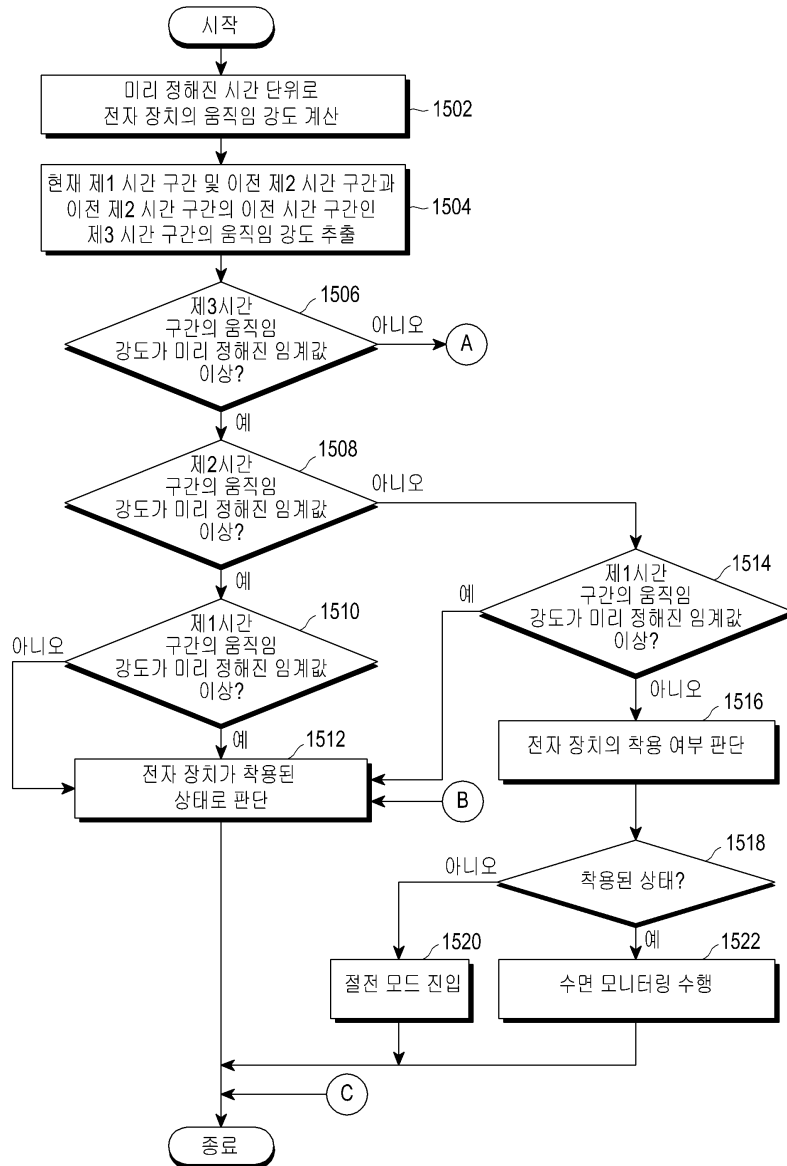 시작
미리 정해진 시간 단위로
전자 장치의 움직임 강도 계산
1502
현재 제1 시간 구간 및 이전 제2 시간 구간과
이전 제2 시간 구간의 이전 시간 구간인
제3 시간 구간의 움직임 강도 추출
1504
1506
제3시간
구간의 움직임
강도가 미리 정해진 임계값
이상?
아니오
A
예
1508
제2시간
구간의 움직임
강도가 미리 정해진 임계값
이상?
아니오
예
1510
제1시간
구간의 움직임
강도가 미리 정해진 임계값
이상?
아니오
예
1514
제1시간
구간의 움직임
강도가 미리 정해진 임계값
이상?
예
아니오
1512
전자 장치가 착용된
상태로 판단
B
1516
전자 장치의 착용 여부 판단
1518
착용된 상태?
아니오
예
1520
절전 모드 진입
1522
수면 모니터링 수행
C
종료